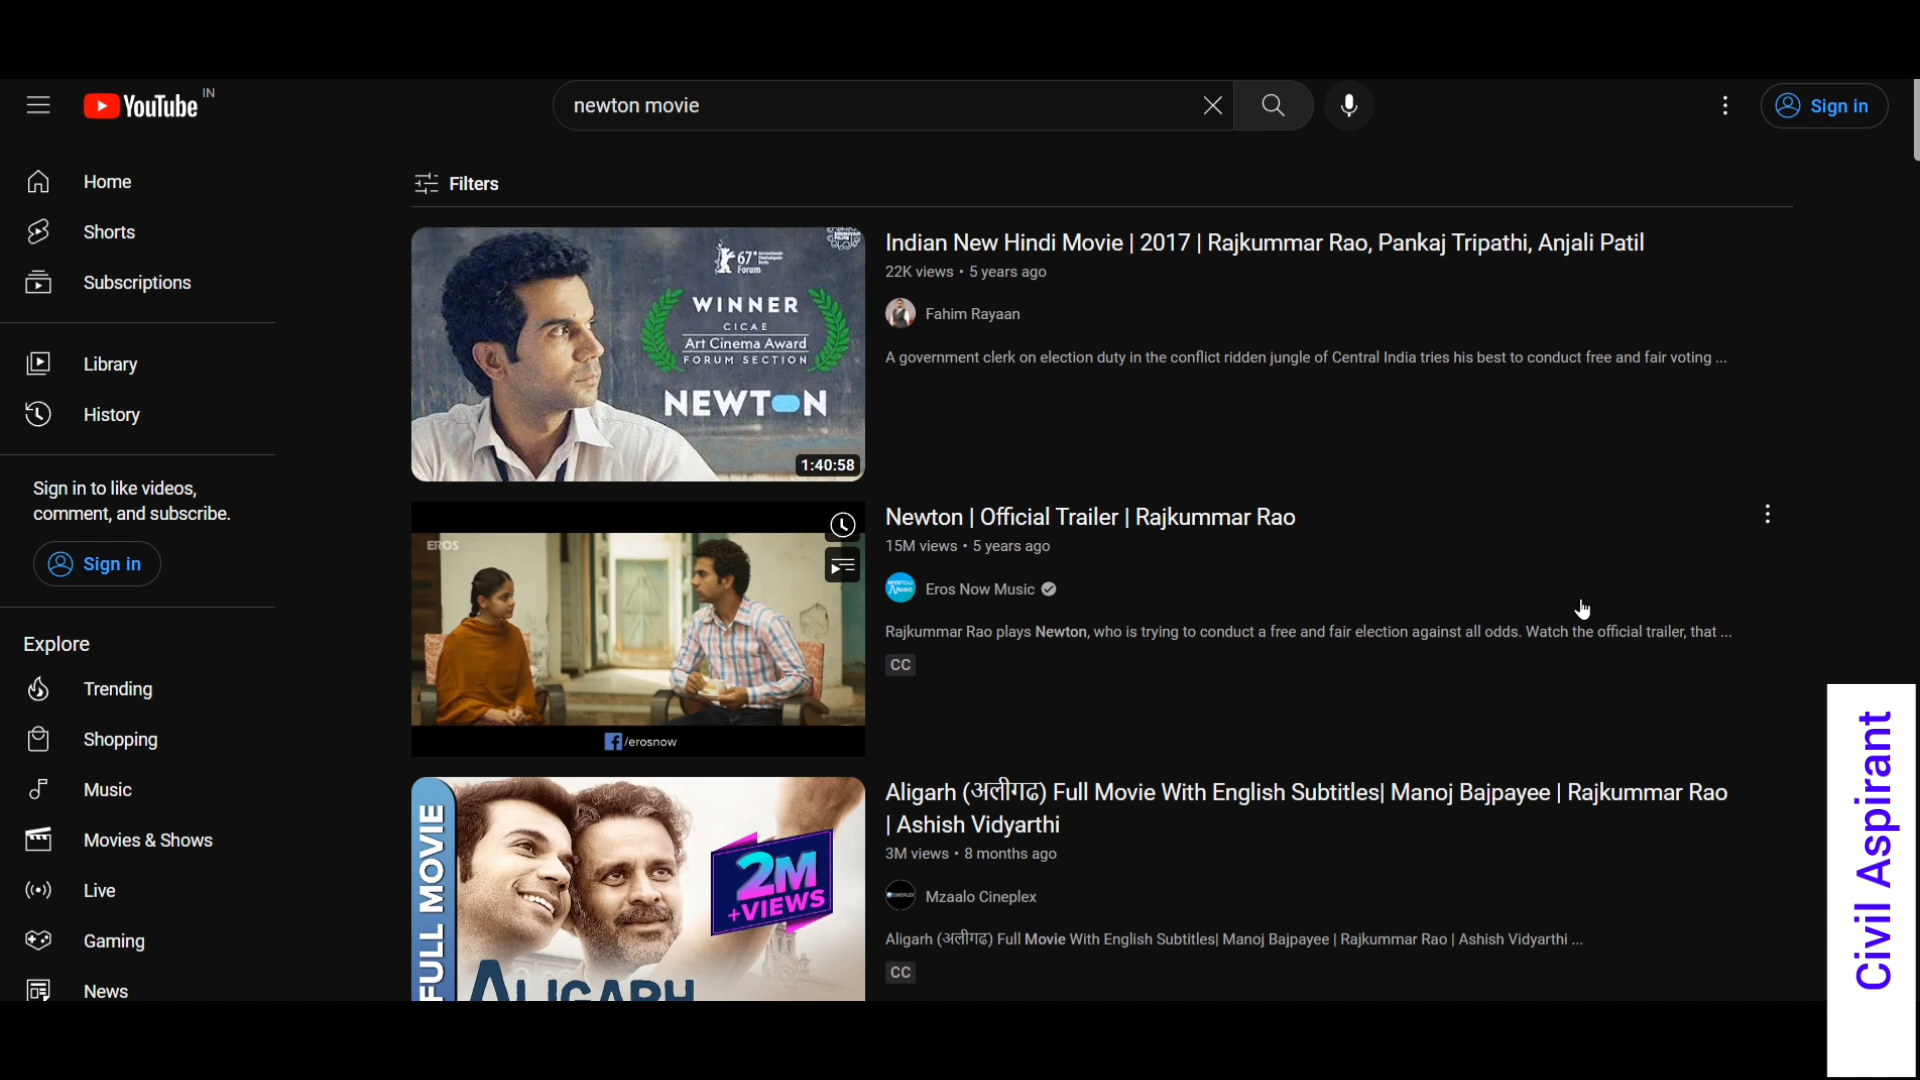 YouTube IN
newton movie
Sign in
Home
Shorts
Subscriptions
Library
History
Sign in to like videos,
comment, and subscribe.
Sign in
Explore
Trending
Shopping
Music
Movies & Shows
Live
Gaming
News
Filters
67
Forum
WINNER
CICAE
Art Cinema Award
FORUM SECTION
NEWTON
1:40:58
Indian New Hindi Movie | 2017 | Rajkummar Rao, Pankaj Tripathi, Anjali Patil
22K views • 5 years ago
Fahim Rayaan
A government clerk on election duty in the conflict ridden jungle of Central India tries his best to conduct free and fair voting ...
EROS
/erosnow
Newton | Official Trailer | Rajkummar Rao
15M views • 5 years ago
Eros Now Music
Rajkummar Rao plays Newton, who is trying to conduct a free and fair election against all odds. Watch the official trailer, that ...
CC
FULL MOVIE
2M
+VIEWS
ALIGARH
Aligarh (अलीगढ) Full Movie With English Subtitles| Manoj Bajpayee | Rajkummar Rao
| Ashish Vidyarthi
3M views • 8 months ago
Mzaalo Cineplex
Aligarh (अलीगढ) Full Movie With English Subtitles| Manoj Bajpayee | Rajkummar Rao | Ashish Vidyarthi ...
CC
Civil Aspirant